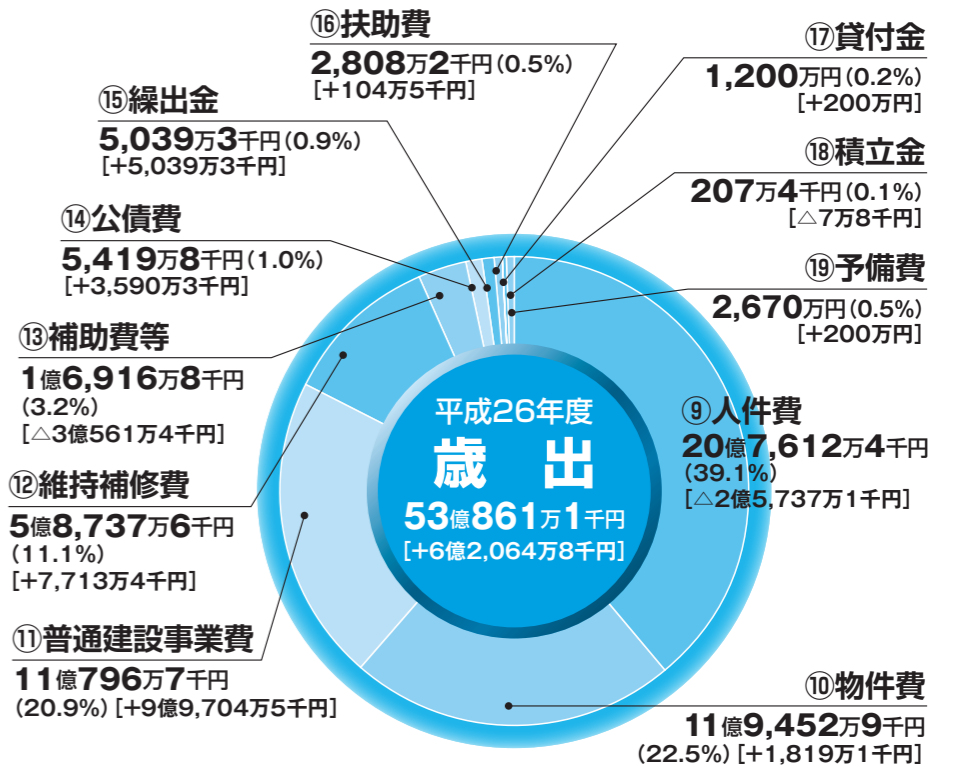 ⑯扶助費
2,808万2千円(0.5%)
[+104万5千円]
⑰貸付金
1,200万円(0.2%)
[+200万円]
⑮繰出金
5,039万3千円(0.9%)
[+5,039万3千円]
⑱積立金
207万4千円(0.1%)
[△7万8千円]
⑭公債費
5,419万8千円(1.0%)
[+3,590万3千円]
⑲予備費
2,670万円(0.5%)
[+200万円]
⑬補助費等
1億6,916万8千円
(3.2%)
[△3億561万4千円]
平成26年度
歳 出
53億861万1千円
[+6億2,064万8千円]
⑨人件費
20億7,612万4千円
(39.1%)
[△2億5,737万1千円]
⑫維持補修費
5億8,737万6千円
(11.1%)
[+7,713万4千円]
⑪普通建設事業費
11億796万7千円
(20.9%) [+9億9,704万5千円]
⑩物件費
11億9,452万9千円
(22.5%) [+1,819万1千円]